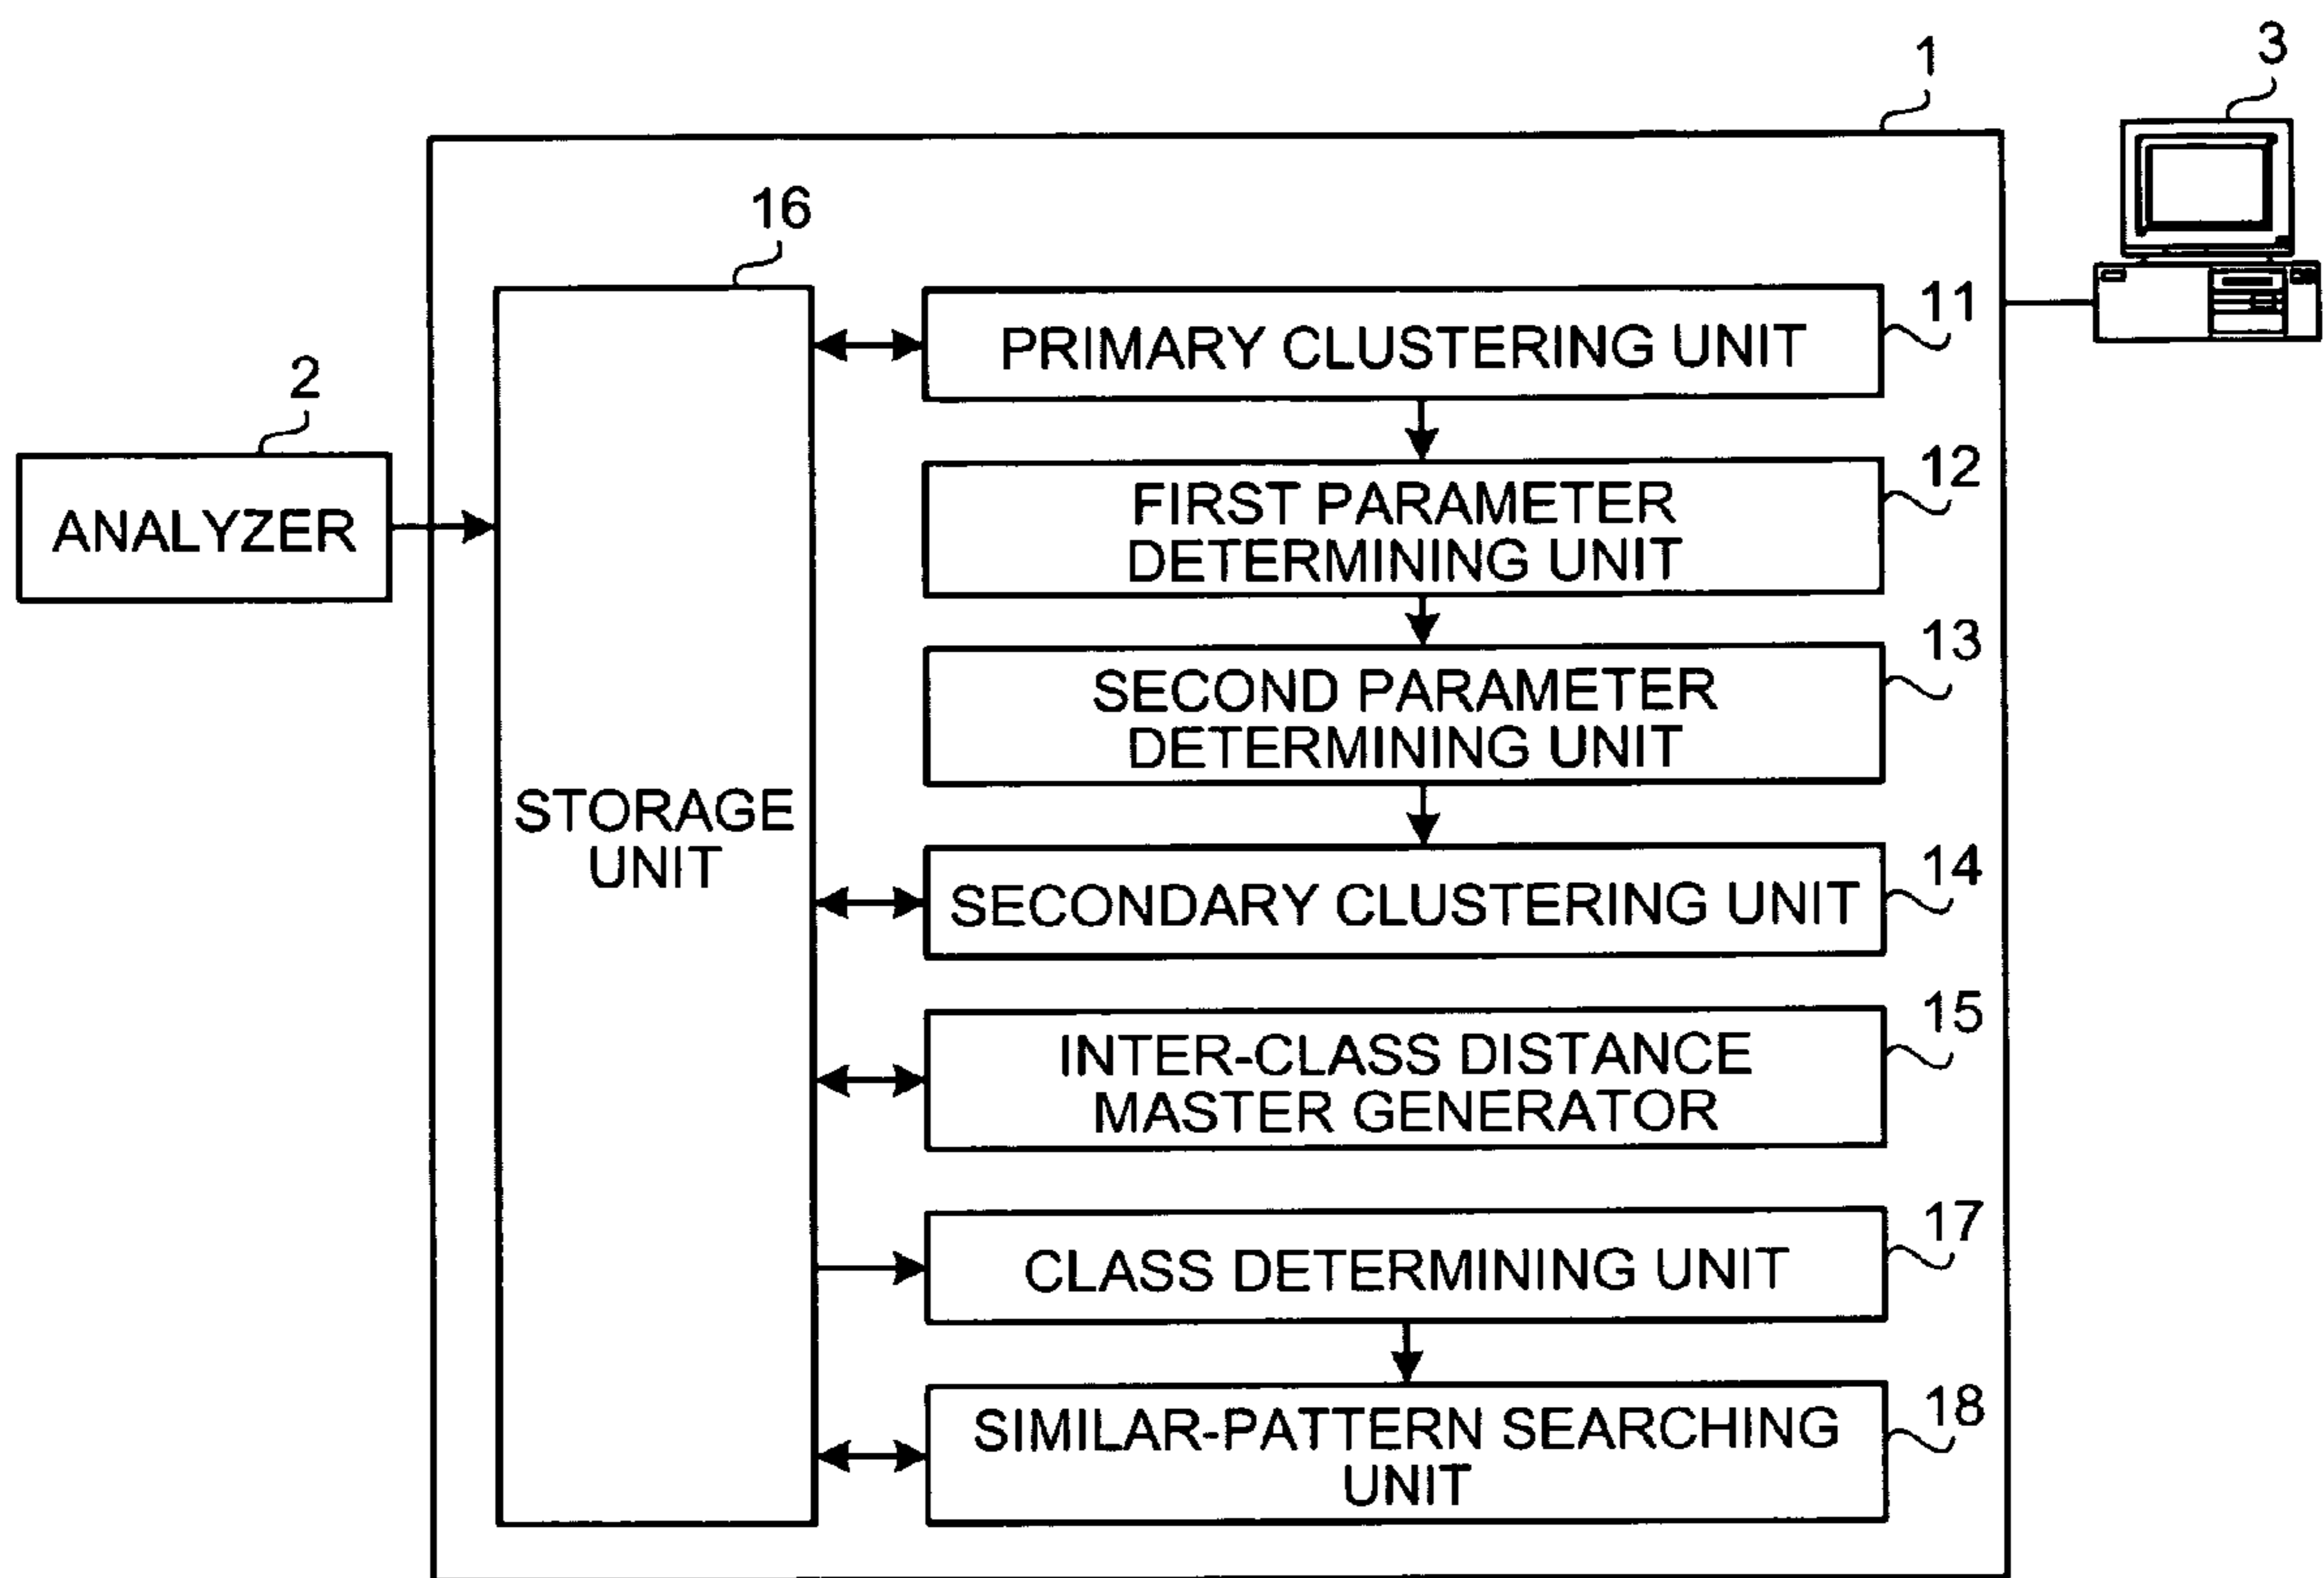 1
3
16
11
PRIMARY CLUSTERING UNIT
2
ANALYZER
12
FIRST PARAMETER
DETERMINING UNIT
13
SECOND PARAMETER
DETERMINING UNIT
STORAGE
UNIT
14
SECONDARY CLUSTERING UNIT
15
INTER-CLASS DISTANCE
MASTER GENERATOR
17
CLASS DETERMINING UNIT
18
SIMILAR-PATTERN SEARCHING
UNIT